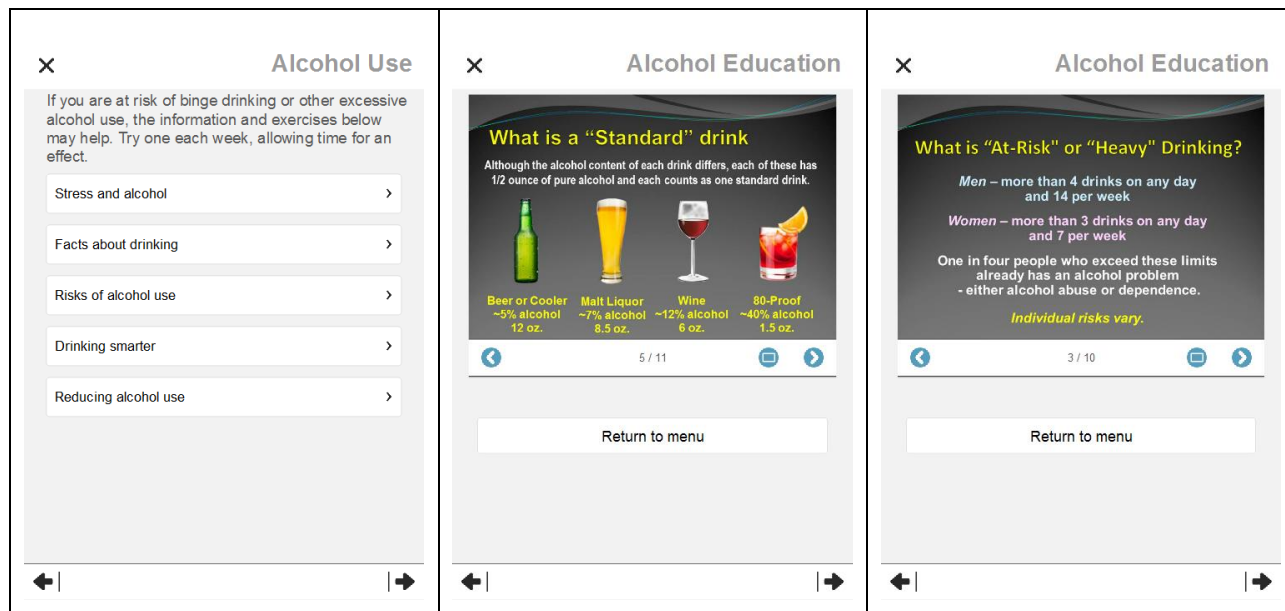 Alcohol Use
If you are at risk of binge drinking or other excessive
alcohol use, the information and exercises below
may help. Try one each week, allowing time for an
effect.
Stress and alcohol
Facts about drinking
Risks of alcohol use
Drinking smarter
Reducing alcohol use
Alcohol Education
What is a “Standard” drink
Although the alcohol content of each drink differs, each of these has
1/2 ounce of pure alcohol and each counts as one standard drink.
Beer or Cooler
~5% alcohol
12 oz.
Malt Liquor
~7% alcohol
8.5 oz.
Wine
~12% alcohol
6 oz.
80-Proof
~40% alcohol
1.5 oz.
5 / 11
Return to menu
Alcohol Education
What is “At-Risk" or “Heavy" Drinking?
Men – more than 4 drinks on any day
and 14 per week
Women – more than 3 drinks on any day
and 7 per week
One in four people who exceed these limits
already has an alcohol problem
- either alcohol abuse or dependence.
Individual risks vary.
3 / 10
Return to menu